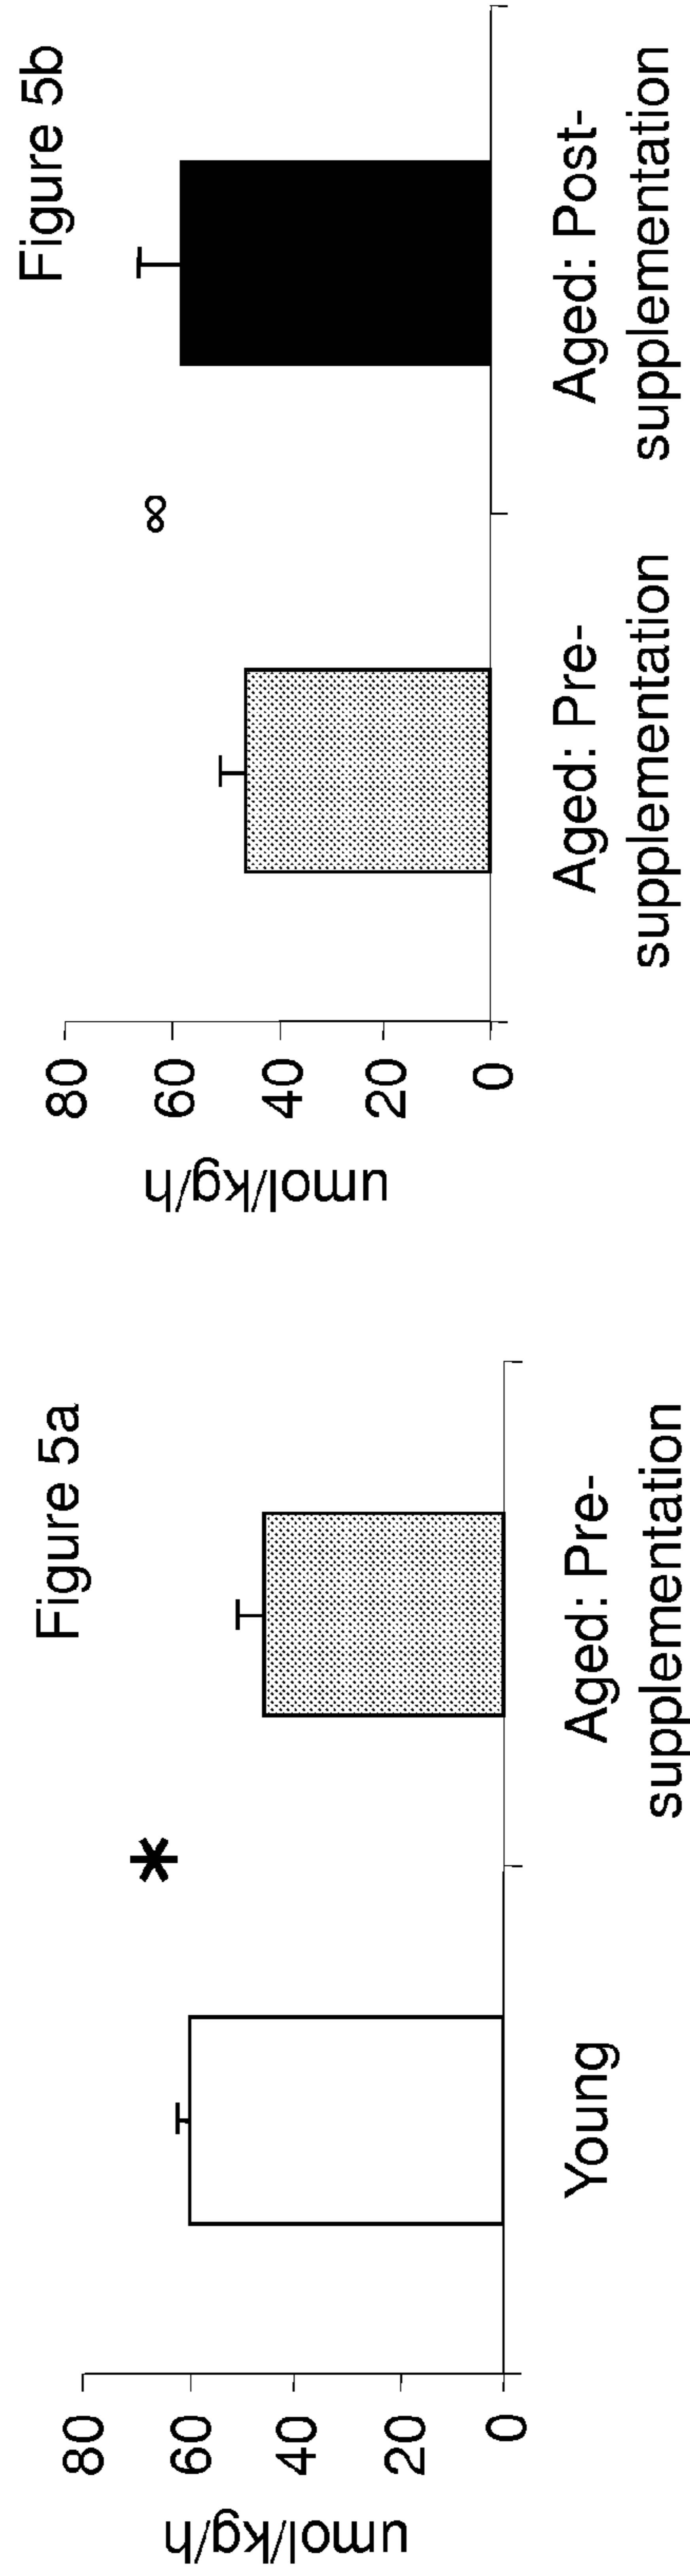 Figure 5a
umol/kg/h
80
60
40
20
0
*
Young
Aged: Pre-
supplementation
Figure 5b
umol/kg/h
80
60
40
20
0
∞
Aged: Pre-
supplementation
Aged: Post-
supplementation